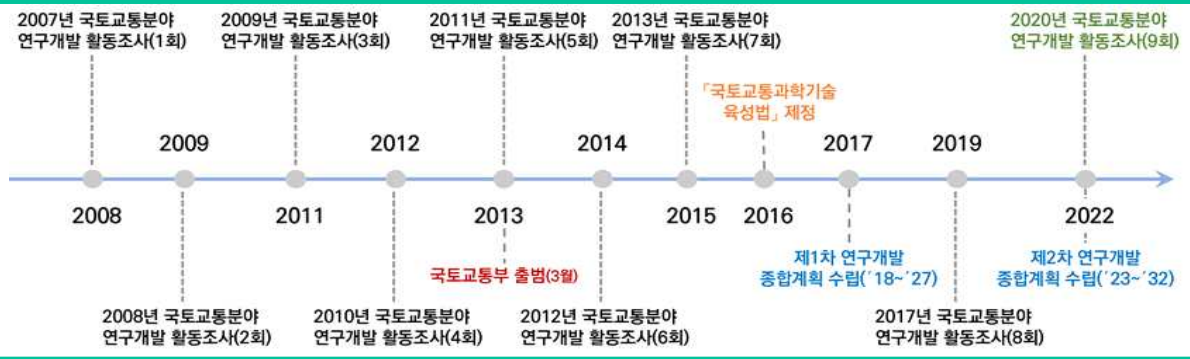 2007년 국토교통분야
연구개발 활동조사(1회)
2009년 국토교통분야
연구개발 활동조사(3회)
2011년 국토교통분야
연구개발 활동조사(5회)
2013년 국토교통분야
연구개발 활동조사(7회)
2020년 국토교통분야
연구개발 활동조사(9회)
「국토교통과학기술
육성법」 제정
2009
2012
2014
2017
2019
2008
2011
2013
2015
2016
2022
국토교통부 출범(3월)
제1차 연구개발
종합계획 수립(´18~´27)
제2차 연구개발
종합계획 수립(´23~´32)
2008년 국토교통분야
연구개발 활동조사(2회)
2010년 국토교통분야
연구개발 활동조사(4회)
2012년 국토교통분야
연구개발 활동조사(6회)
2017년 국토교통분야
연구개발 활동조사(8회)